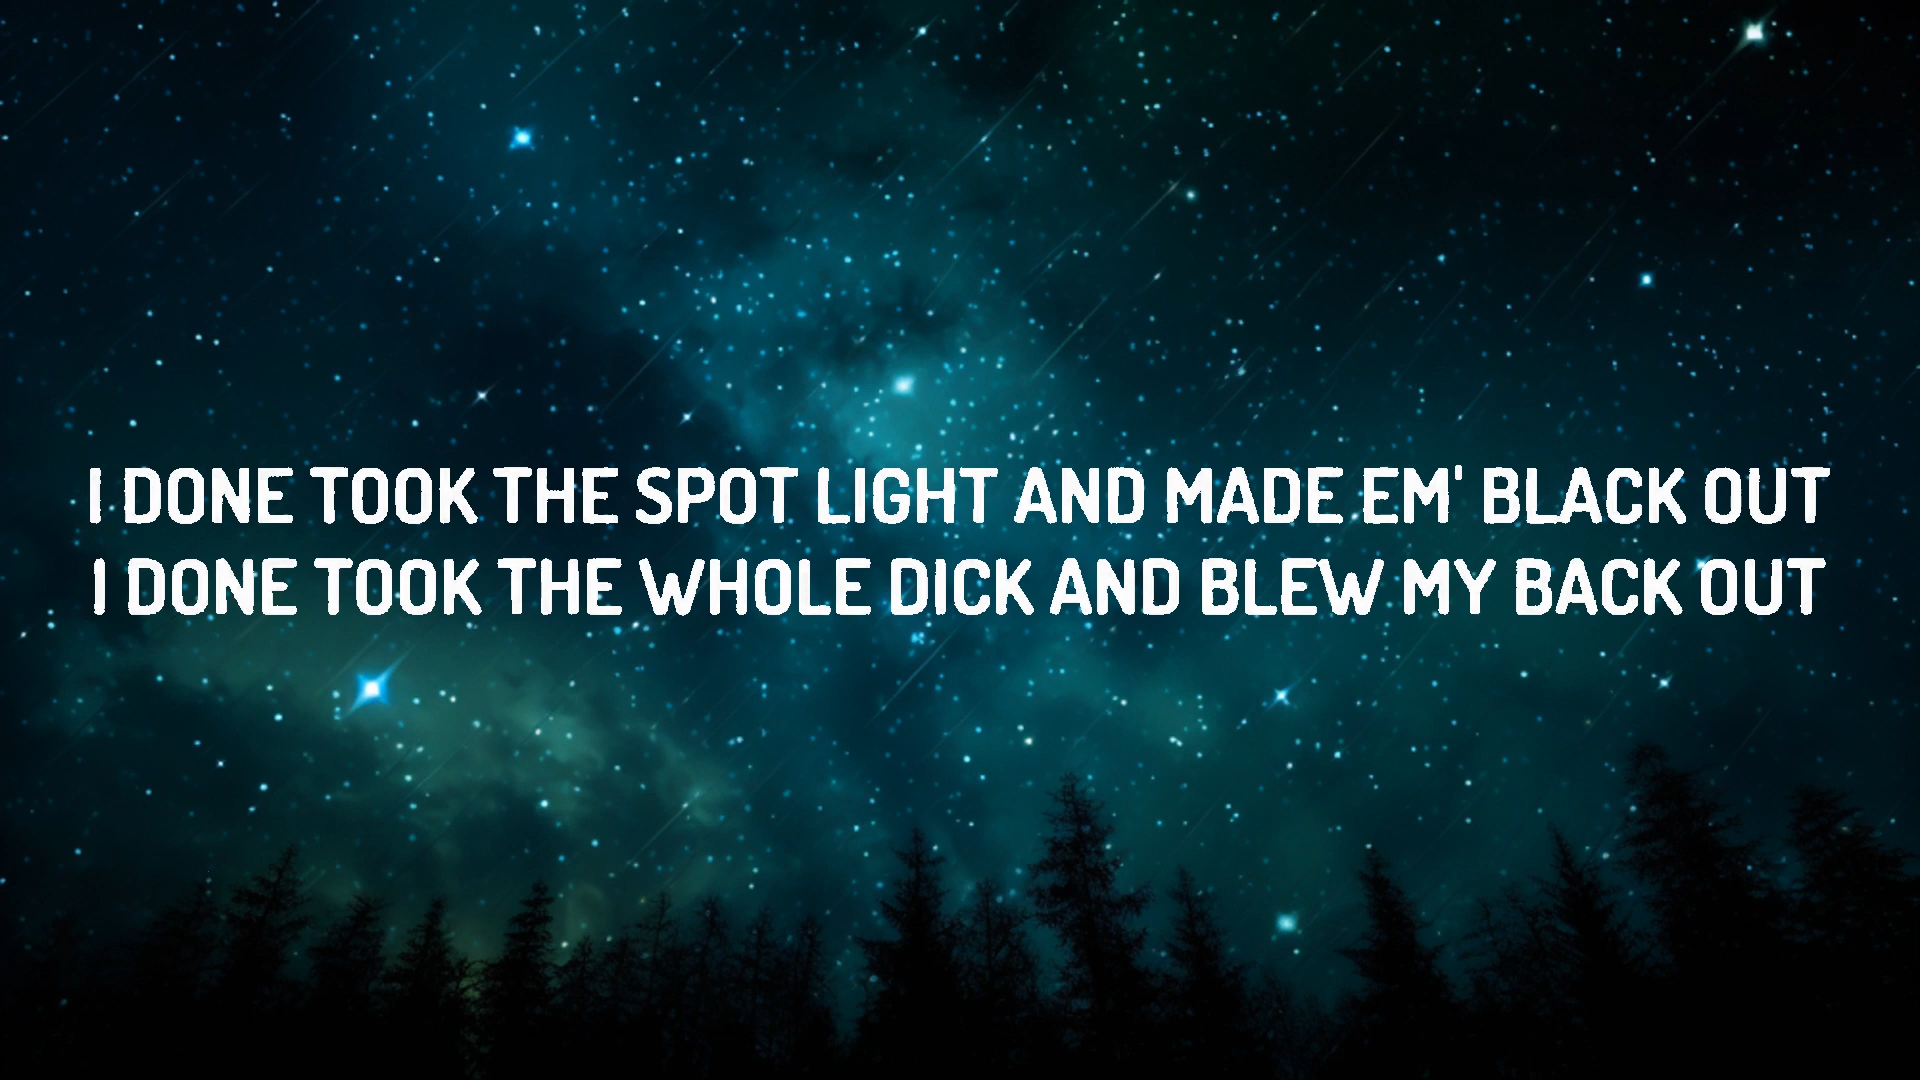 I DONE TOOK THE SPOT LIGHT AND MADE EM' BLACK OUT
I DONE TOOK THE WHOLE DICK AND BLEW MY BACK OUT